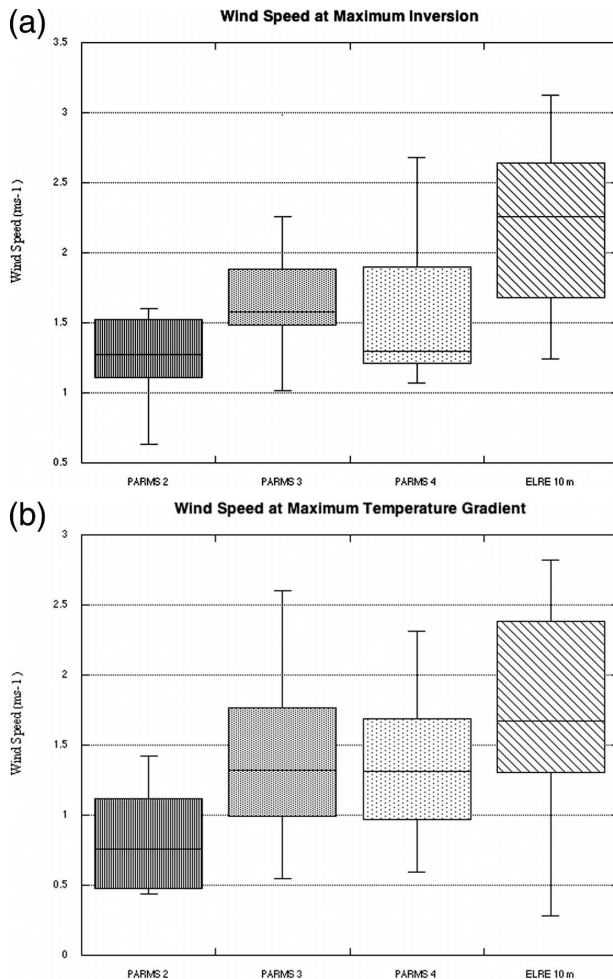 (a)
Wind Speed at Maximum Inversion
3.5
3
2.5
2
1.5
1
0.5
Wind Speed (ms-1)
PARMS 2 PARMS 3 PARMS 4 ELRE 10 m
(b)
Wind Speed at Maximum Temperature Gradient
3
2.5
2
1.5
1
0.5
0
Wind Speed (ms-1)
PARMS 2 PARMS 3 PARMS 4 ELRE 10 m